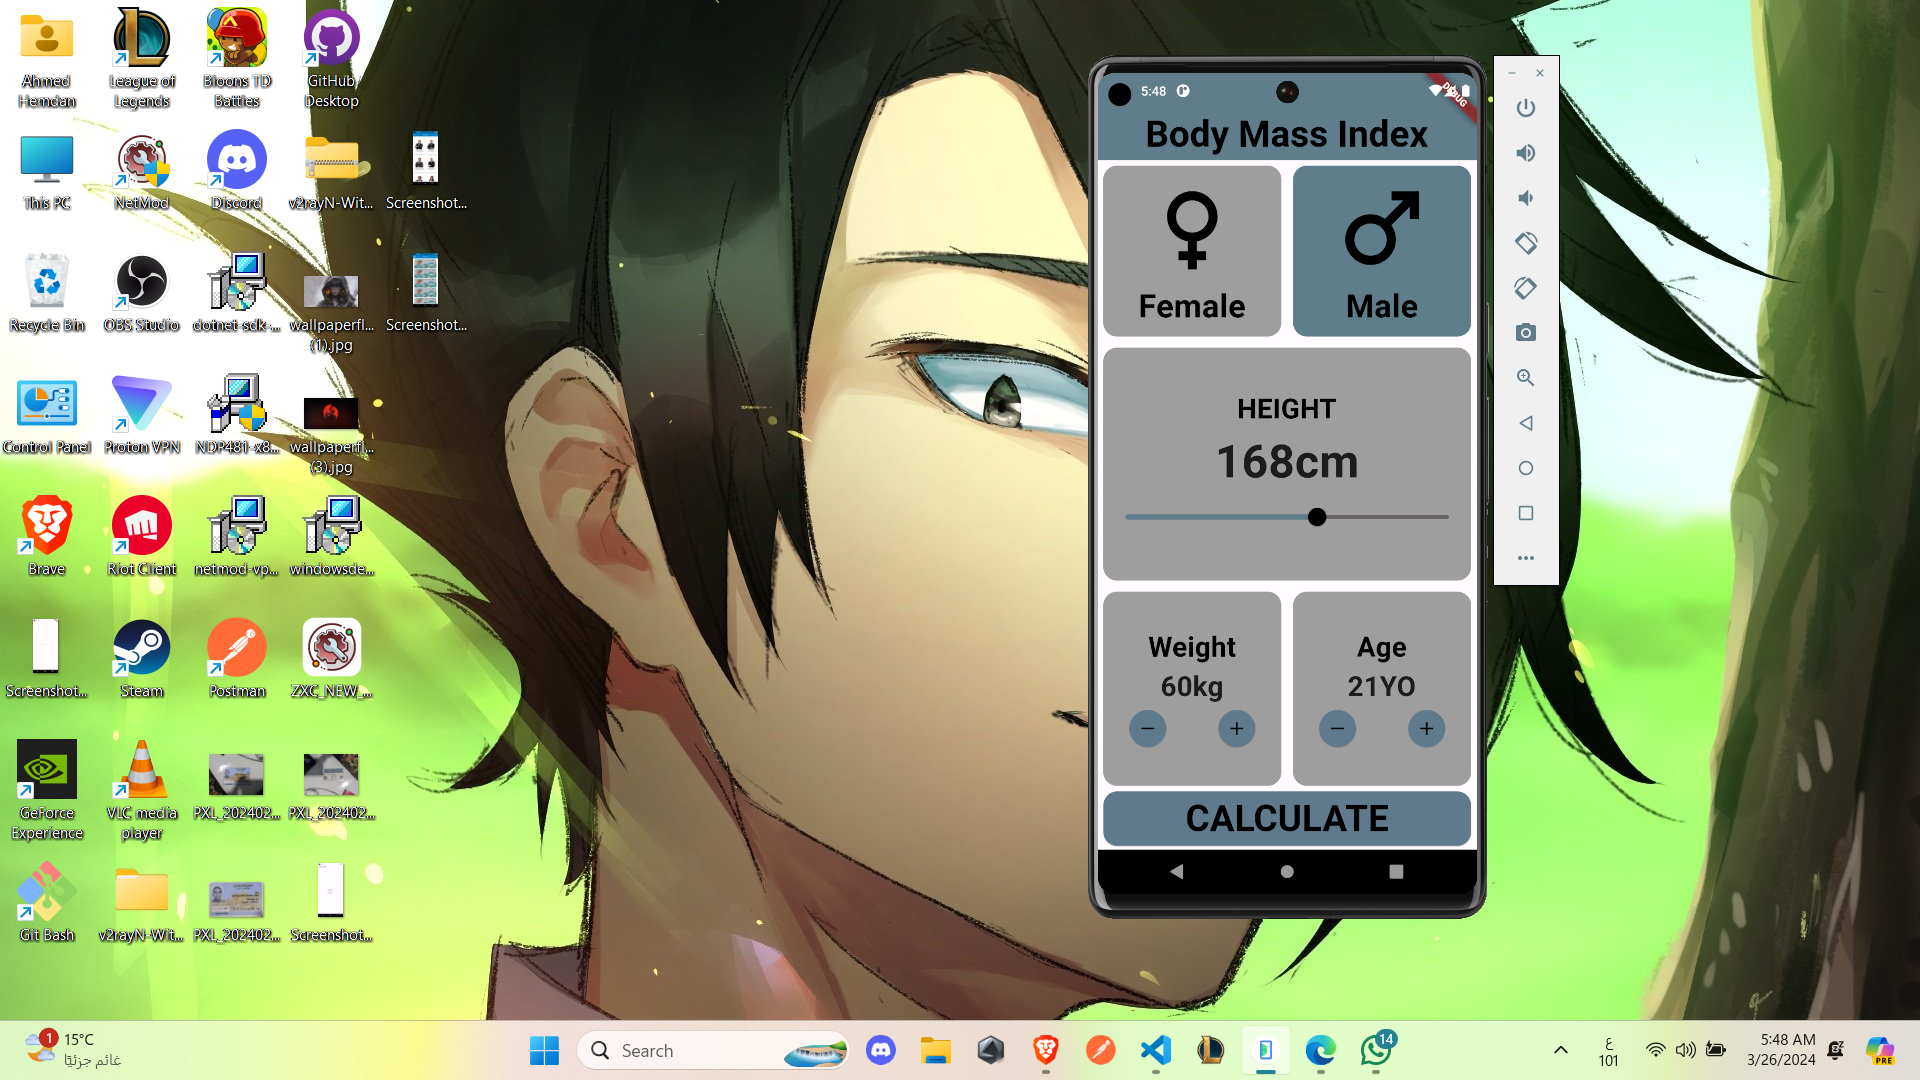 Ahmed
Hemdan
League of
Legends
Bloons TD
Battles
GitHub
Desktop
This PC
NetMod
Discord
v2rayN-Wit...
Screenshot...
Recycle Bin
OBS Studio
dotnet-sdk-...
wallpaperfl...
(1).jpg
Screenshot...
Control Panel
Proton VPN
NDP481-x8...
wallpaperfl...
(3).jpg
Brave
Riot Client
netmod-vp...
windowsde...
Screenshot...
Steam
Postman
ZXC_NEW_...
GeForce
Experience
VLC media
player
PXL_202402...
PXL_202402...
Git Bash
v2rayN-Wit...
PXL_202402...
Screenshot...
5:48
DEBUG
Body Mass Index
Female
Male
HEIGHT
168cm
Weight
60kg
Age
21YO
CALCULATE
1
15°C
غائم جزئيًا
Search
14
ع
101
5:48 AM
3/26/2024
PRE